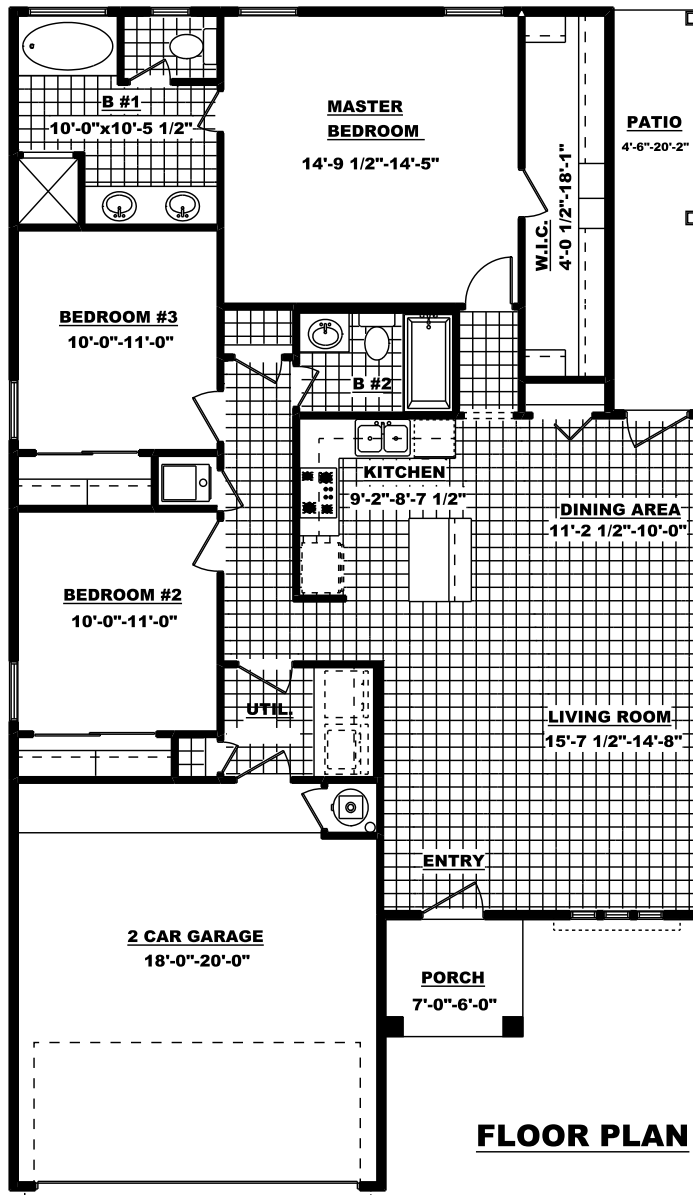 B #1
10'-0"x10'-5 1/2"
MASTER
BEDROOM
14'-9 1/2"-14'-5"
W.I.C.
4'-0 1/2"-18'-1"
PATIO
4'-6"-20'-2"
BEDROOM #3
10'-0"-11'-0"
B #2
KITCHEN
9'-2"-8'-7 1/2"
DINING AREA
11'-2 1/2"-10'-0"
BEDROOM #2
10'-0"-11'-0"
UTIL.
LIVING ROOM
15'-7 1/2"-14'-8"
ENTRY
2 CAR GARAGE
18'-0"-20'-0"
PORCH
7'-0"-6'-0"
FLOOR PLAN